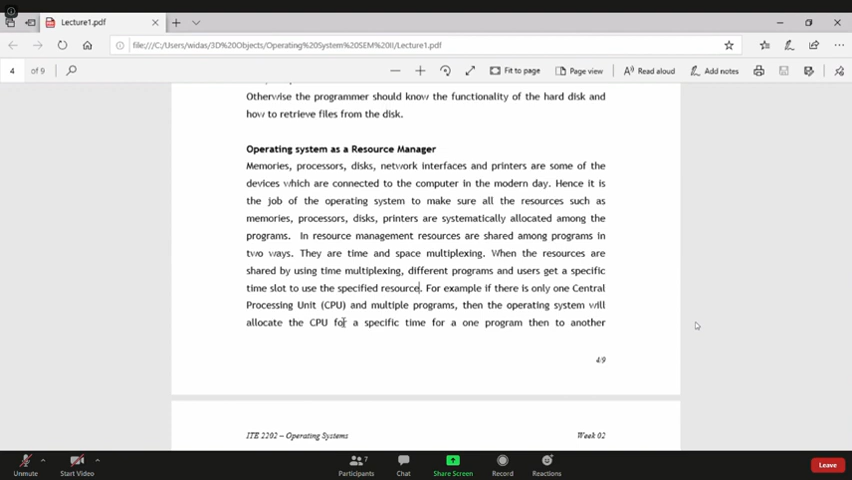 Lecture1.pdf
file:///C:/Users/widas/3D%20Objects/Operating%20System%20SEM%20II/Lecture1.pdf
4 of 9
Fit to page
Page view
Read aloud
Add notes
Otherwise the programmer should know the functionality of the hard disk and
how to retrieve files from the disk.
Operating system as a Resource Manager
Memories, processors, disks, network interfaces and printers are some of the
devices which are connected to the computer in the modern day. Hence it is
the job of the operating system to make sure all the resources such as
memories, processors, disks, printers are systematically allocated among the
programs. In resource management resources are shared among programs in
two ways. They are time and space multiplexing. When the resources are
shared by using time multiplexing, different programs and users get a specific
time slot to use the specified resource. For example if there is only one Central
Processing Unit (CPU) and multiple programs, then the operating system will
allocate the CPU for a specific time for a one program then to another
4/9
ITE 2202 – Operating Systems Week 02
Unmute
Start Video
7
Participants
Chat
Share Screen
Record
Reactions
Leave